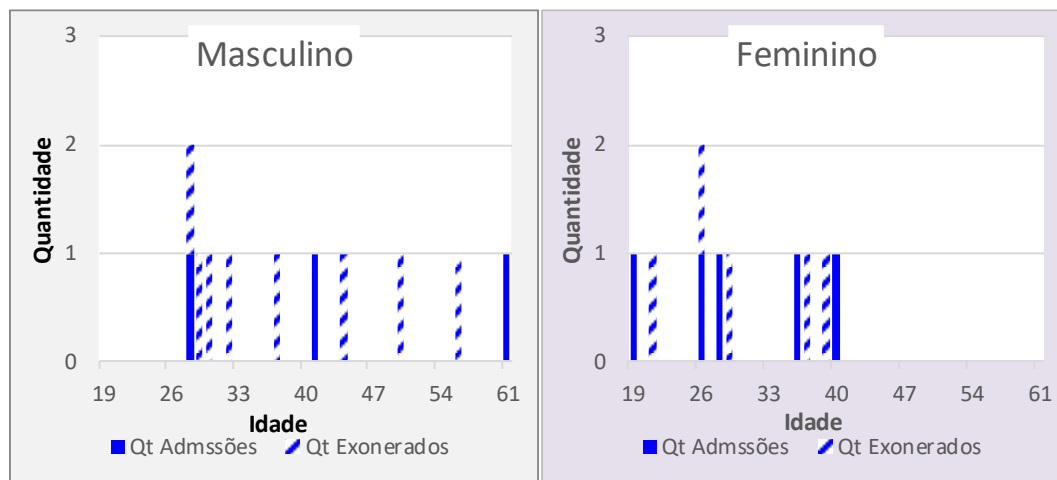 Masculino
3
2
1
0
Quantidade
19 26 33 40 47 54 61
Idade
Qt Admssões Qt Exonerados
Feminino
3
2
1
0
Quantidade
19 26 33 40 47 54 61
Idade
Qt Admssões Qt Exonerados